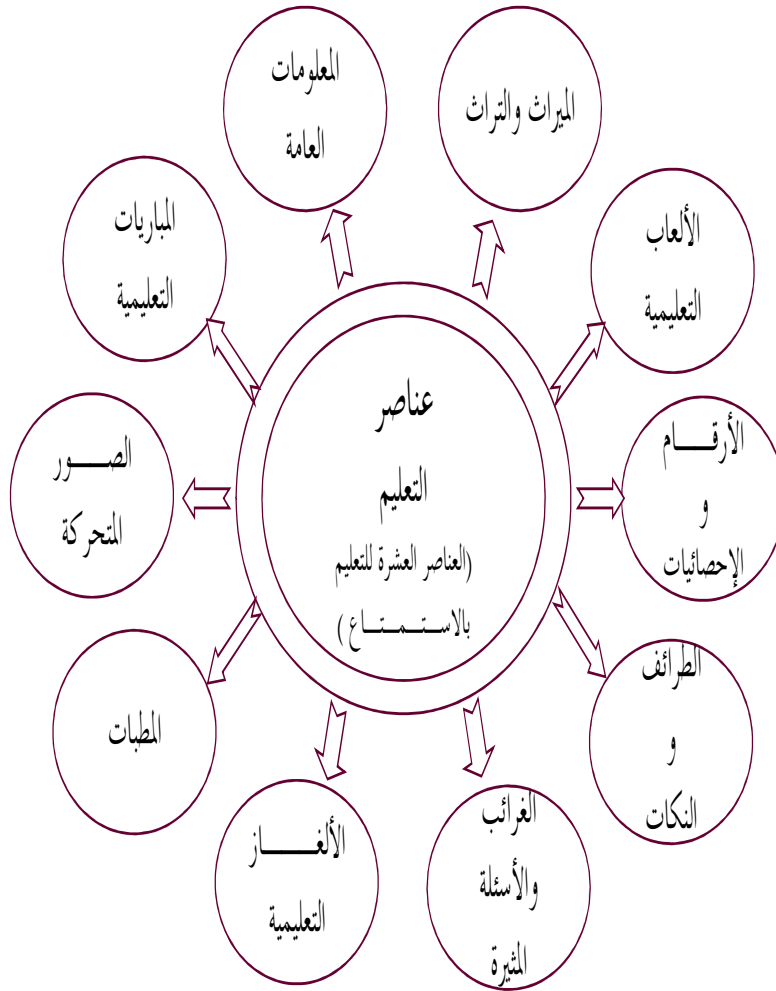 عناصر
التعليم
(العناصر العشرة للتعليم
بالاستمتاع)
الميراث والتراث
الألعاب
التعليمية
الأرقام
و
الإحصائيات
الطرائف
و
النكات
الغرائب
والأسئلة
المثيرة
الألغاز
التعليمية
المطبات
الصور
المتحركة
المباريات
التعليمية
المعلومات
العامة